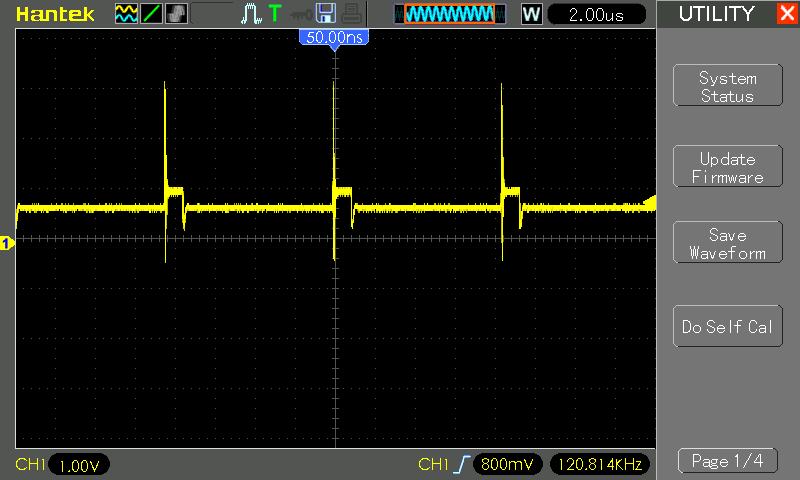 Hantek
T
W
2.00us
UTILITY
50.00ns
System
Status
Update
Firmware
Save
Waveform
Do Self Cal
1
CH1
1.00V
CH1
800mV
120.814KHz
Page 1/4